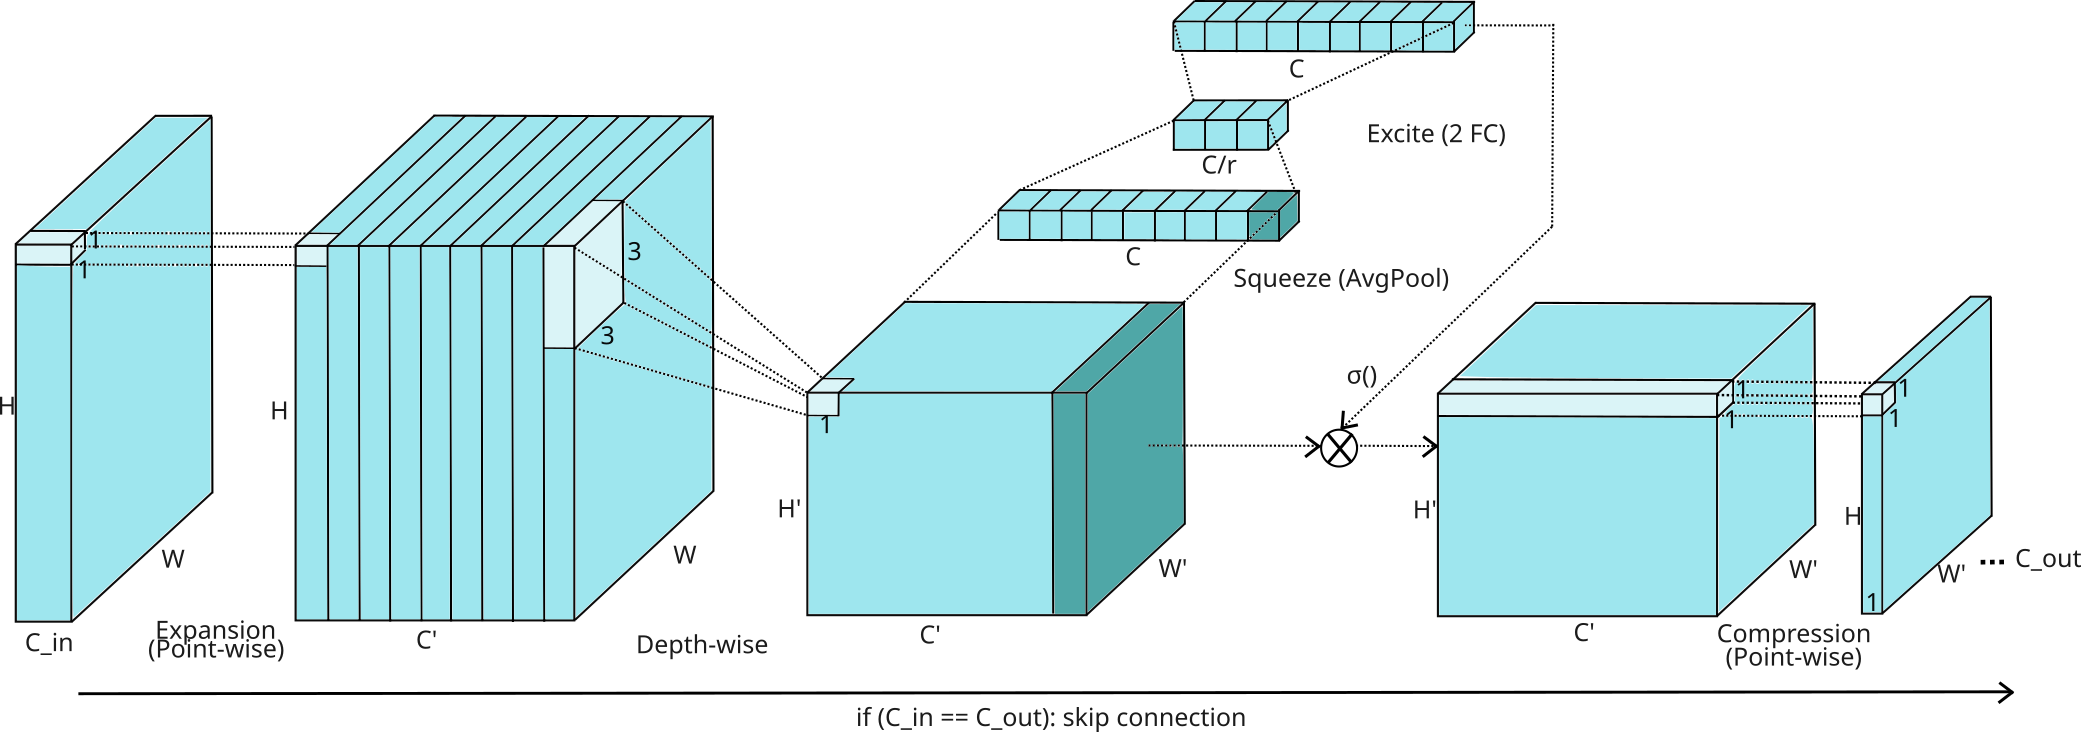 C
Excite (2 FC)
C/r
C
Squeeze (AvgPool)
1
1
3
3
1
σ()
1
1
1
1
H
H
H'
H'
H
W
W
W'
W'
W'
... C_out
1
C_in
Expansion
(Point-wise)
C'
Depth-wise
C'
C'
Compression
(Point-wise)
if (C_in == C_out): skip connection